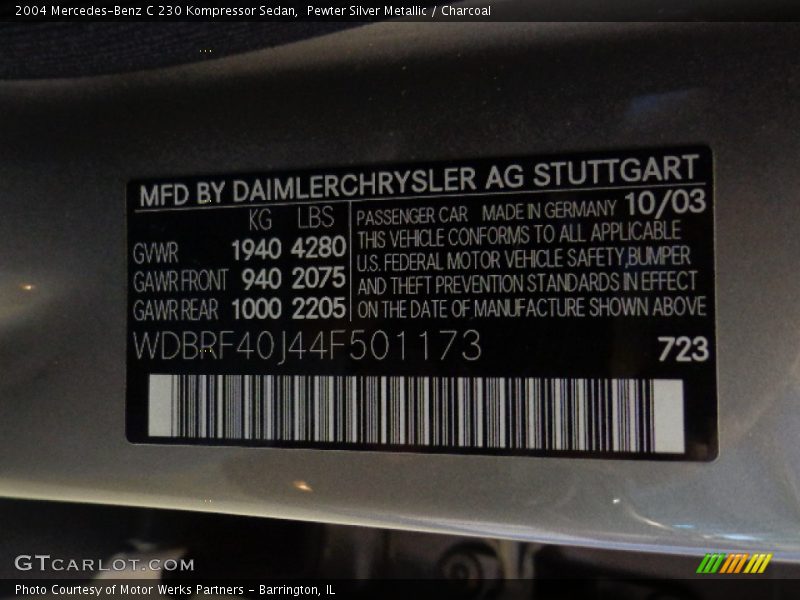 2004 Mercedes-Benz C 230 Kompressor Sedan,  Pewter Silver Metallic / Charcoal
MFD BY DAIMLERCHRYSLER AG STUTTGART
KG LBS
GVWR 1940 4280
GAWR FRONT 940 2075
GAWR REAR 1000 2205
PASSENGER CAR MADE IN GERMANY 10/03
THIS VEHICLE CONFORMS TO ALL APPLICABLE
U.S. FEDERAL MOTOR VEHICLE SAFETY,BUMPER
AND THEFT PREVENTION STANDARDS IN EFFECT
ON THE DATE OF MANUFACTURE SHOWN ABOVE
WDBRF40J44F501173 723
GTCARLOT.COM
Photo Courtesy of Motor Werks Partners - Barrington, IL